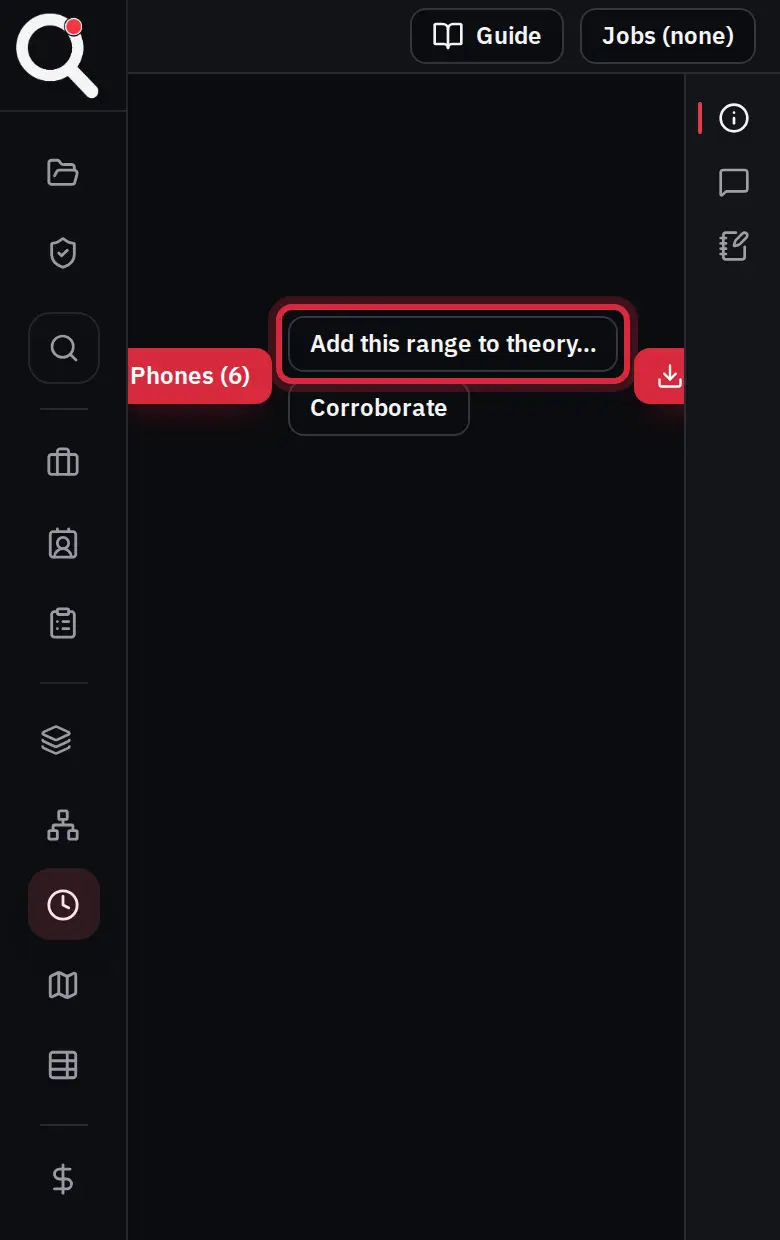 Guide
Jobs (none)
Add this range to theory...
Phones (6)
Corroborate